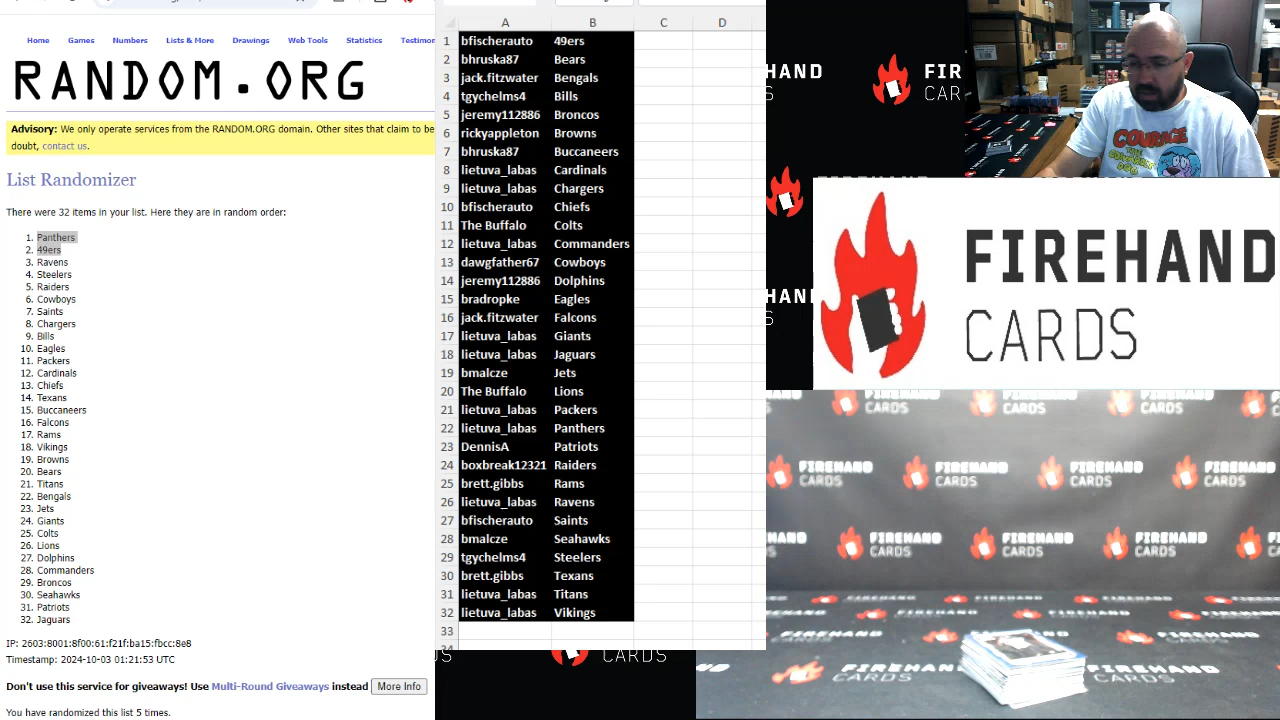 Home Games Numbers Lists & More Drawings Web Tools Statistics Testimon
RANDOM.ORG
Advisory: We only operate services from the RANDOM.ORG domain. Other sites that claim to be
doubt, contact us.
List Randomizer
There were 32 items in your list. Here they are in random order:
1. Panthers
2. 49ers
3. Ravens
4. Steelers
5. Raiders
6. Cowboys
7. Saints
8. Chargers
9. Bills
10. Eagles
11. Packers
12. Cardinals
13. Chiefs
14. Texans
15. Buccaneers
16. Falcons
17. Rams
18. Vikings
19. Browns
20. Bears
21. Titans
22. Bengals
23. Jets
24. Giants
25. Colts
26. Lions
27. Dolphins
28. Commanders
29. Broncos
30. Seahawks
31. Patriots
32. Jaguars
IP: 2603:8001:8f00:61:f21f:ba15:fbcc:8e8
Timestamp: 2024-10-03 01:21:53 UTC
Don't use this service for giveaways! Use Multi-Round Giveaways instead More Info
You have randomized this list 5 times.
A B C D
1 bfischerauto 49ers
2 bhruska87 Bears
3 jack.fitzwater Bengals
4 tgychelms4 Bills
5 jeremy112886 Broncos
6 rickyappleton Browns
7 bhruska87 Buccaneers
8 lietuva_labas Cardinals
9 lietuva_labas Chargers
10 bfischerauto Chiefs
11 The Buffalo Colts
12 lietuva_labas Commanders
13 dawgfather67 Cowboys
14 jeremy112886 Dolphins
15 bradropke Eagles
16 jack.fitzwater Falcons
17 lietuva_labas Giants
18 lietuva_labas Jaguars
19 bmalcze Jets
20 The Buffalo Lions
21 lietuva_labas Packers
22 lietuva_labas Panthers
23 DennisA Patriots
24 boxbreak12321 Raiders
25 brett.gibbs Rams
26 lietuva_labas Ravens
27 bfischerauto Saints
28 bmalcze Seahawks
29 tgychelms4 Steelers
30 brett.gibbs Texans
31 lietuva_labas Titans
32 lietuva_labas Vikings
33
34
COURAGE
FIREHAND
CARDS
FIREHAND
CARDS
FIREHAND
CARDS
FIREHAND
CARDS
FIREHAND
CARDS